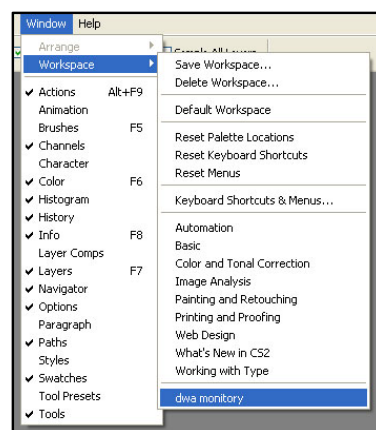 Window Help
Arrange
Sample All Layers
Workspace
Actions Alt+F9
Animation
Brushes F5
Channels
Character
Color F6
Histogram
History
Info F8
Layer Comps
Layers F7
Navigator
Options
Paragraph
Paths
Styles
Swatches
Tool Presets
Tools
Save Workspace...
Delete Workspace...
Default Workspace
Reset Palette Locations
Reset Keyboard Shortcuts
Reset Menus
Keyboard Shortcuts & Menus...
Automation
Basic
Color and Tonal Correction
Image Analysis
Painting and Retouching
Printing and Proofing
Web Design
What's New in CS2
Working with Type
dwa monitory